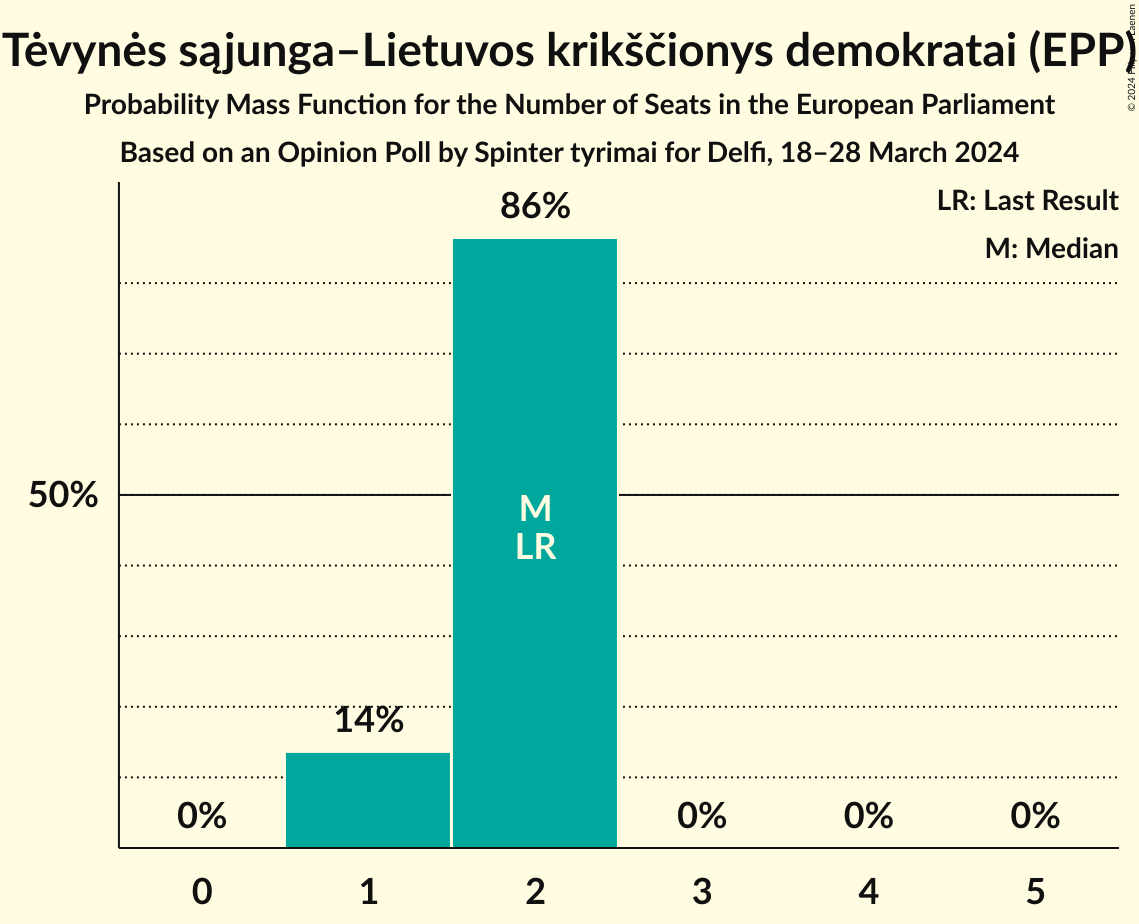 Tėvynės sąjunga–Lietuvos krikščionys demokratai (EPP)
Probability Mass Function for the Number of Seats in the European Parliament
Based on an Opinion Poll by Spinter tyrimai for Delfi, 18–28 March 2024
LR: Last Result
M: Median
86%
50%
M
LR
14%
0%
0%
0%
0%
0
1
2
3
4
5
© 2024 Laenen